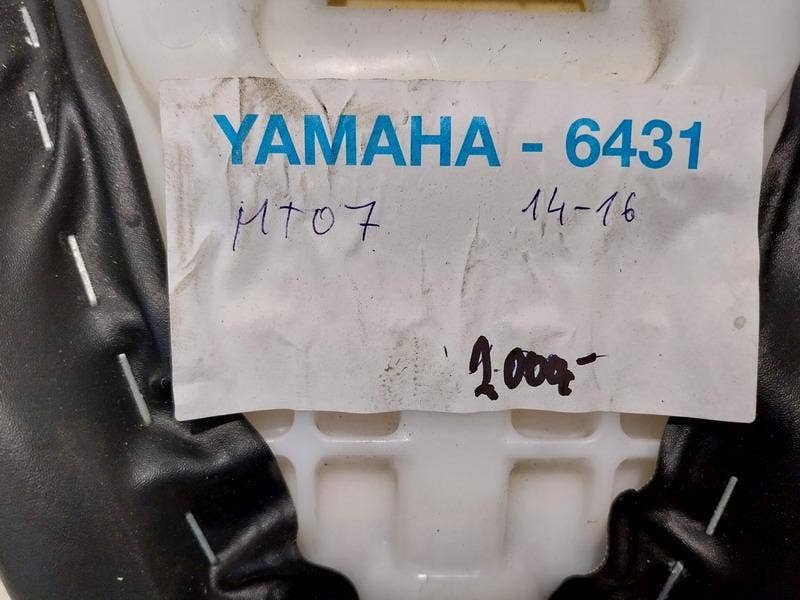 YAMAHA - 6431
MT07 14-16
2.000,-